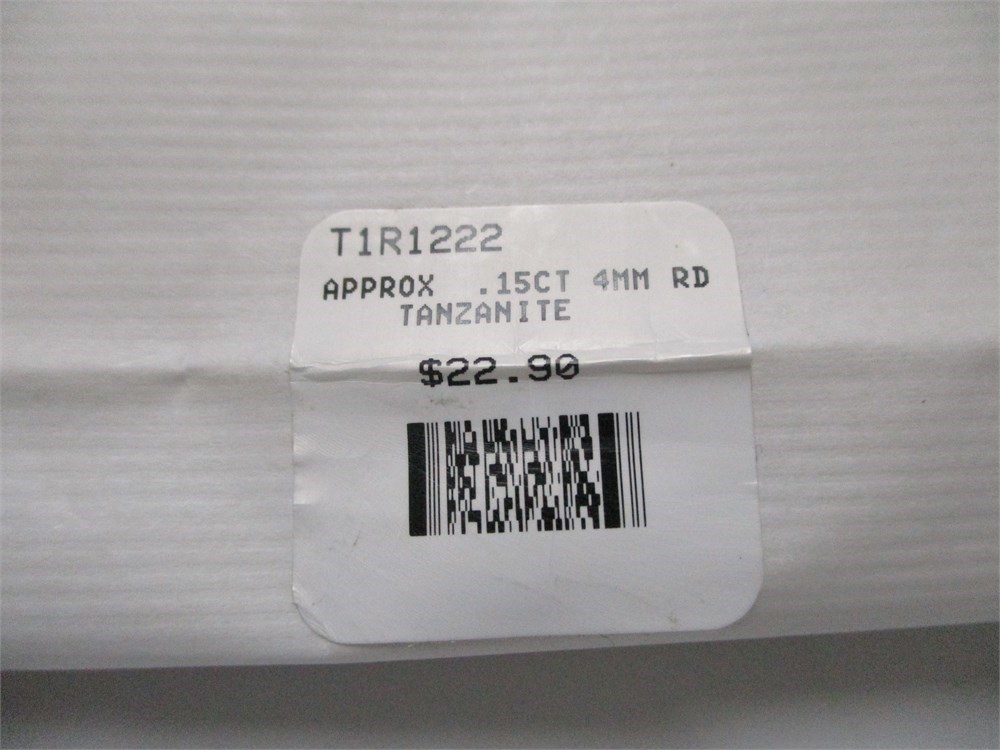 T1R1222
APPROX .15CT 4MM RD
TANZANITE
$22.90